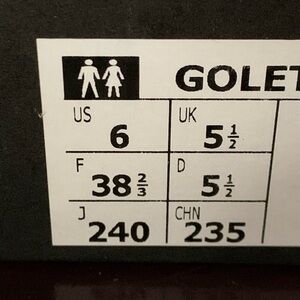 GOLET
US UK
6 5 1/2
F D
38 2/3 5 1/2
J CHN
240 235